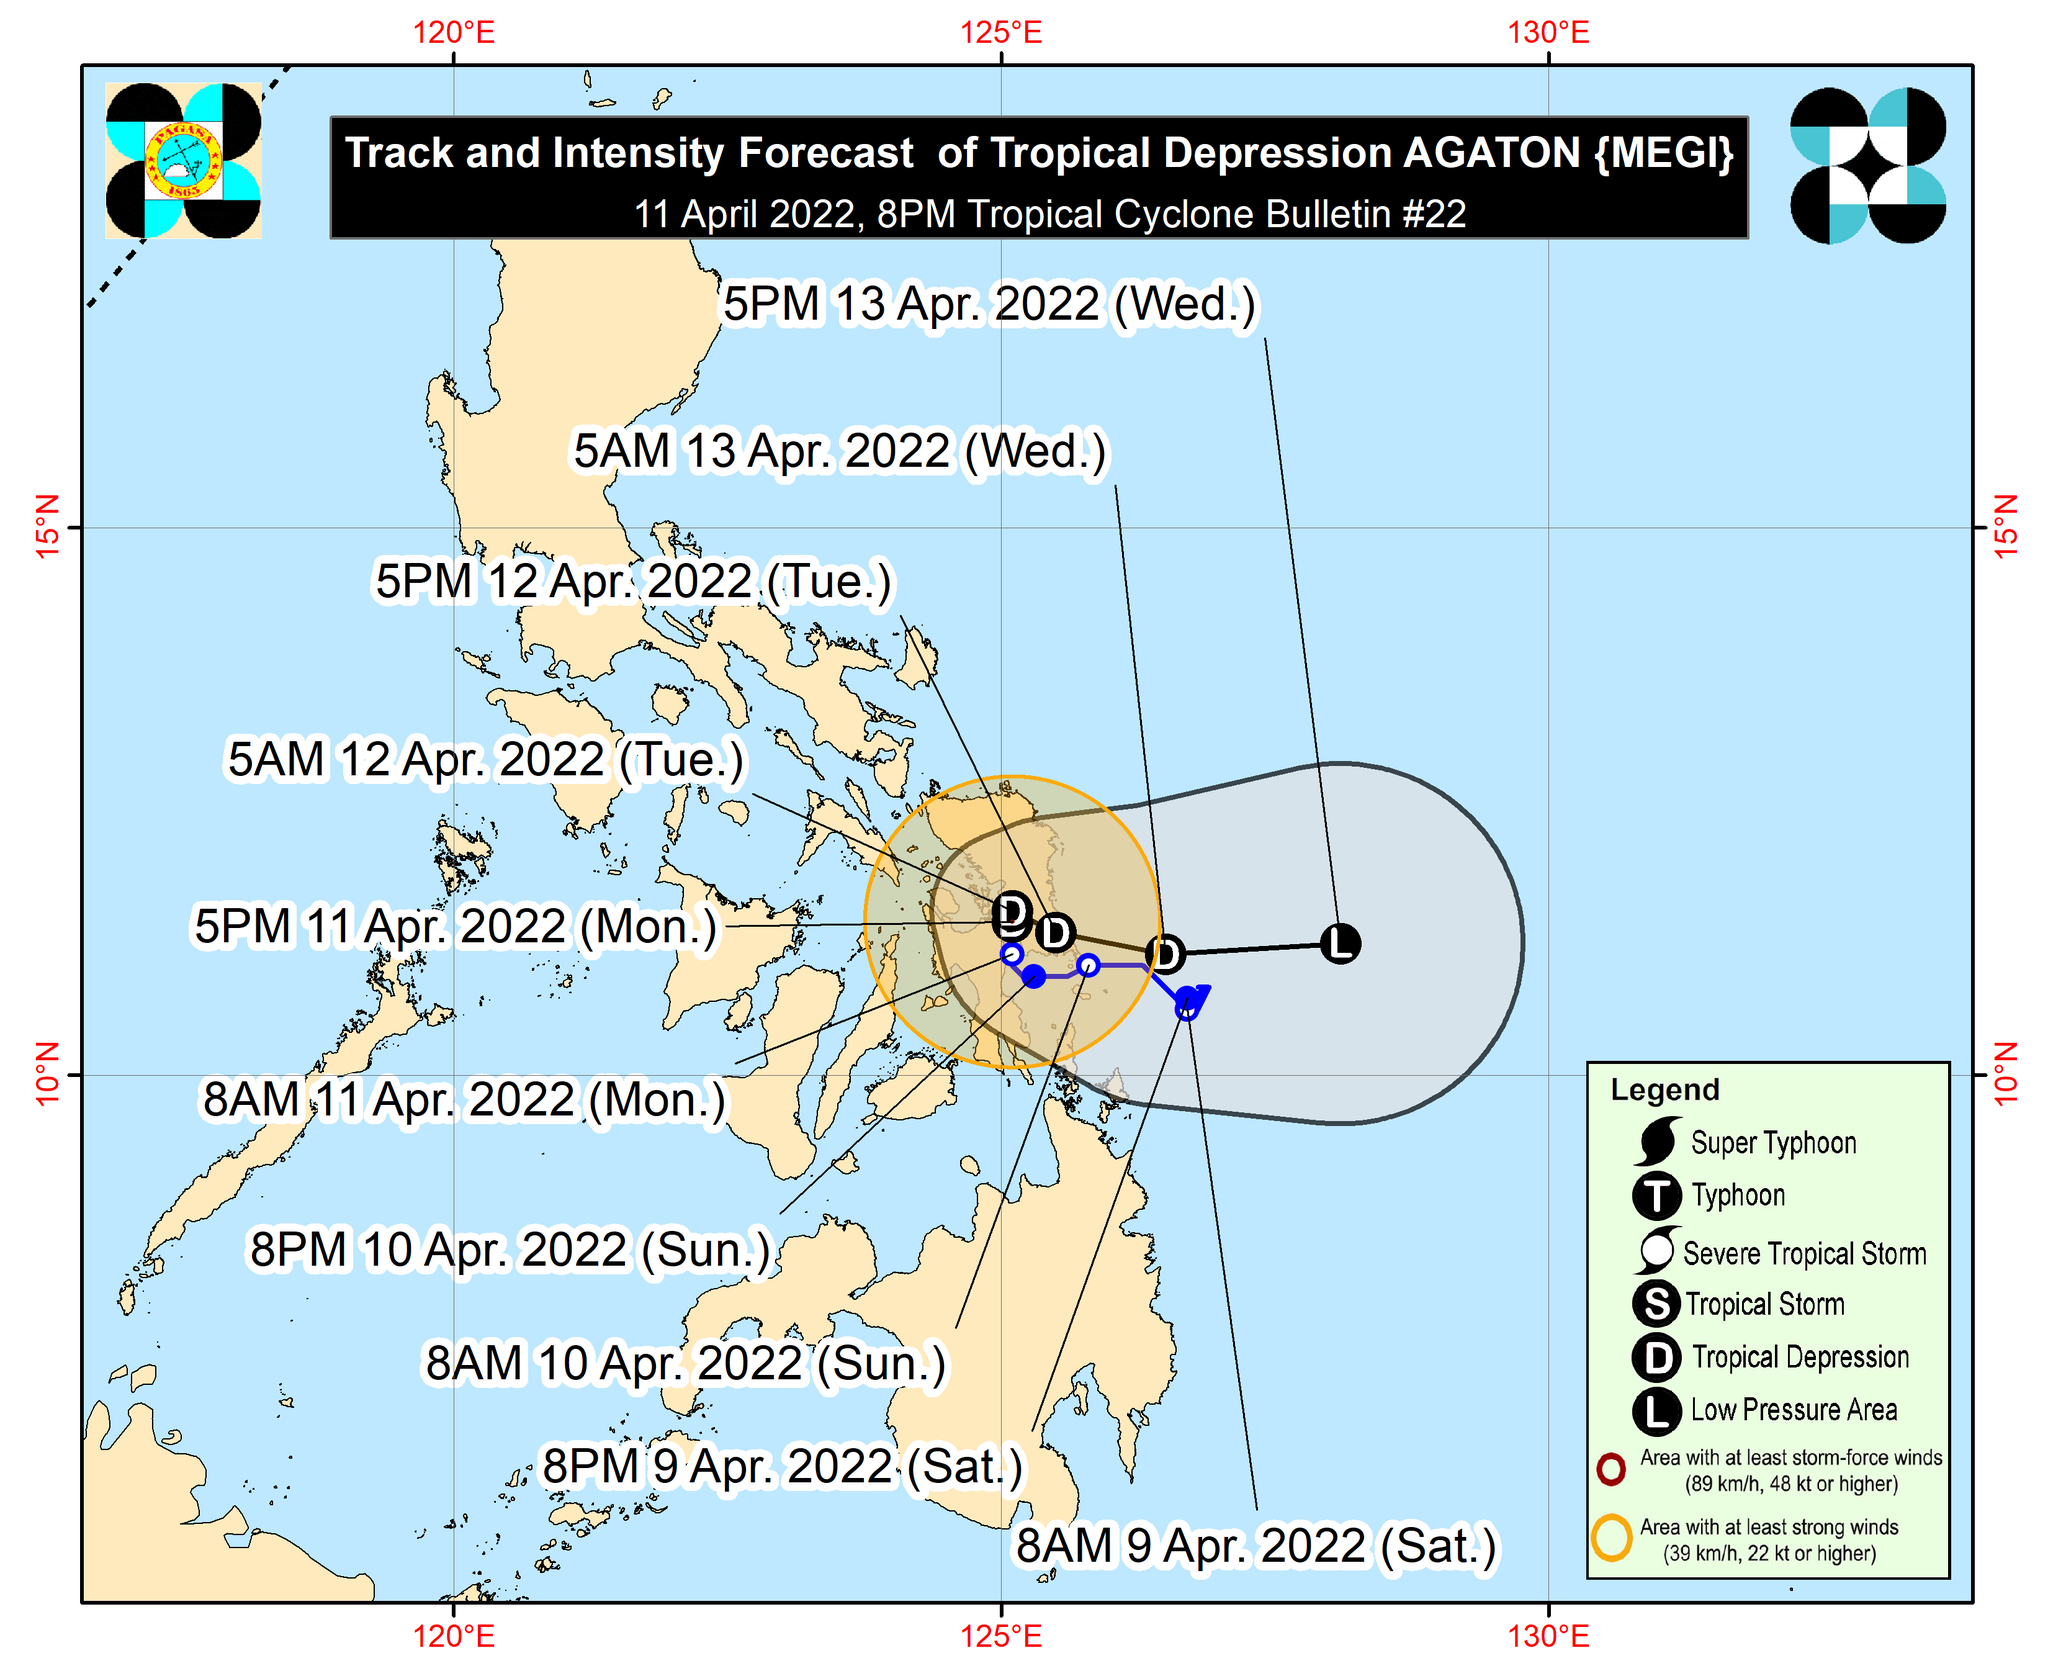 120°E
125°E
130°E
PAGASA
1865
Track and Intensity Forecast of Tropical Depression AGATON {MEGI}
11 April 2022, 8PM Tropical Cyclone Bulletin #22
5PM 13 Apr. 2022 (Wed.)
5AM 13 Apr. 2022 (Wed.)
15°N
15°N
5PM 12 Apr. 2022 (Tue.)
5AM 12 Apr. 2022 (Tue.)
5PM 11 Apr. 2022 (Mon.)
D
D
D
D
L
10°N
10°N
8AM 11 Apr. 2022 (Mon.)
8PM 10 Apr. 2022 (Sun.)
8AM 10 Apr. 2022 (Sun.)
8PM 9 Apr. 2022 (Sat.)
8AM 9 Apr. 2022 (Sat.)
Legend
Super Typhoon
T Typhoon
Severe Tropical Storm
S Tropical Storm
D Tropical Depression
L Low Pressure Area
Area with at least storm-force winds
(89 km/h, 48 kt or higher)
Area with at least strong winds
(39 km/h, 22 kt or higher)
120°E
125°E
130°E